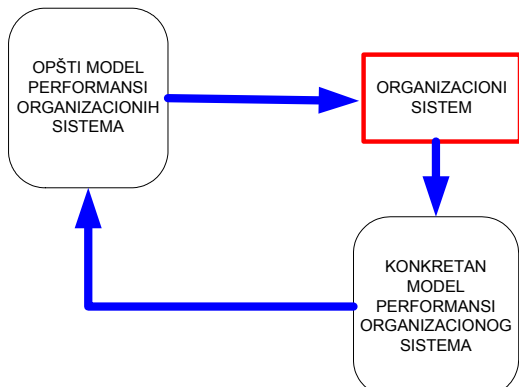 OPŠTI MODEL
PERFORMANSI
ORGANIZACIONIH
SISTEMA
ORGANIZACIONI
SISTEM
KONKRETAN
MODEL
PERFORMANSI
ORGANIZACIONOG
SISTEMA